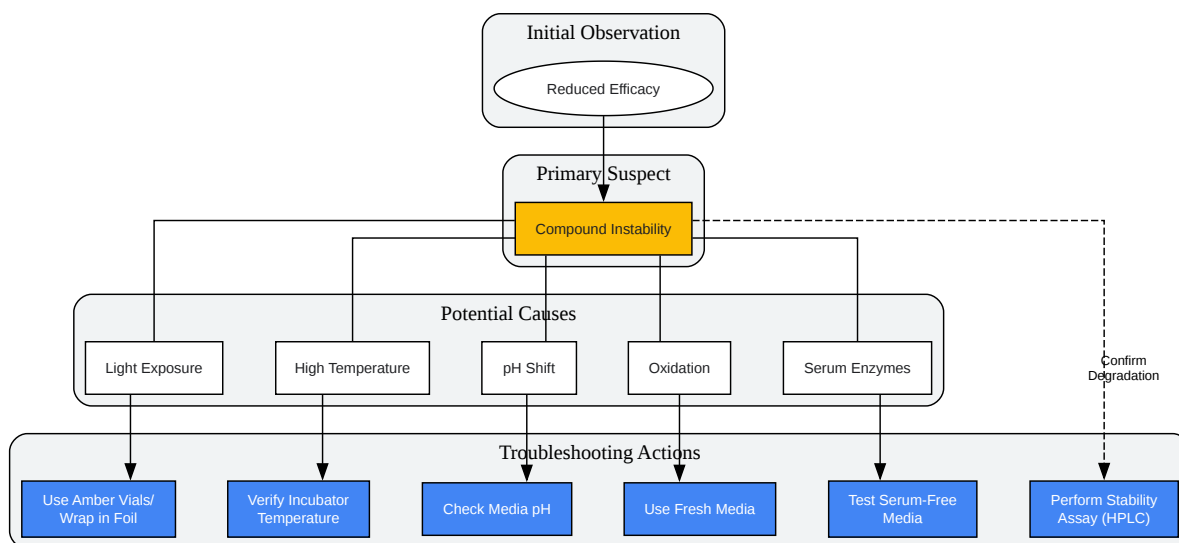 Initial Observation
Reduced Efficacy
Primary Suspect
Compound Instability
Potential Causes
Light Exposure
High Temperature
pH Shift
Oxidation
Serum Enzymes
Confirm
Degradation
Troubleshooting Actions
Use Amber Vials/
Wrap in Foil
Verify Incubator
Temperature
Check Media pH
Use Fresh Media
Test Serum-Free
Media
Perform Stability
Assay (HPLC)